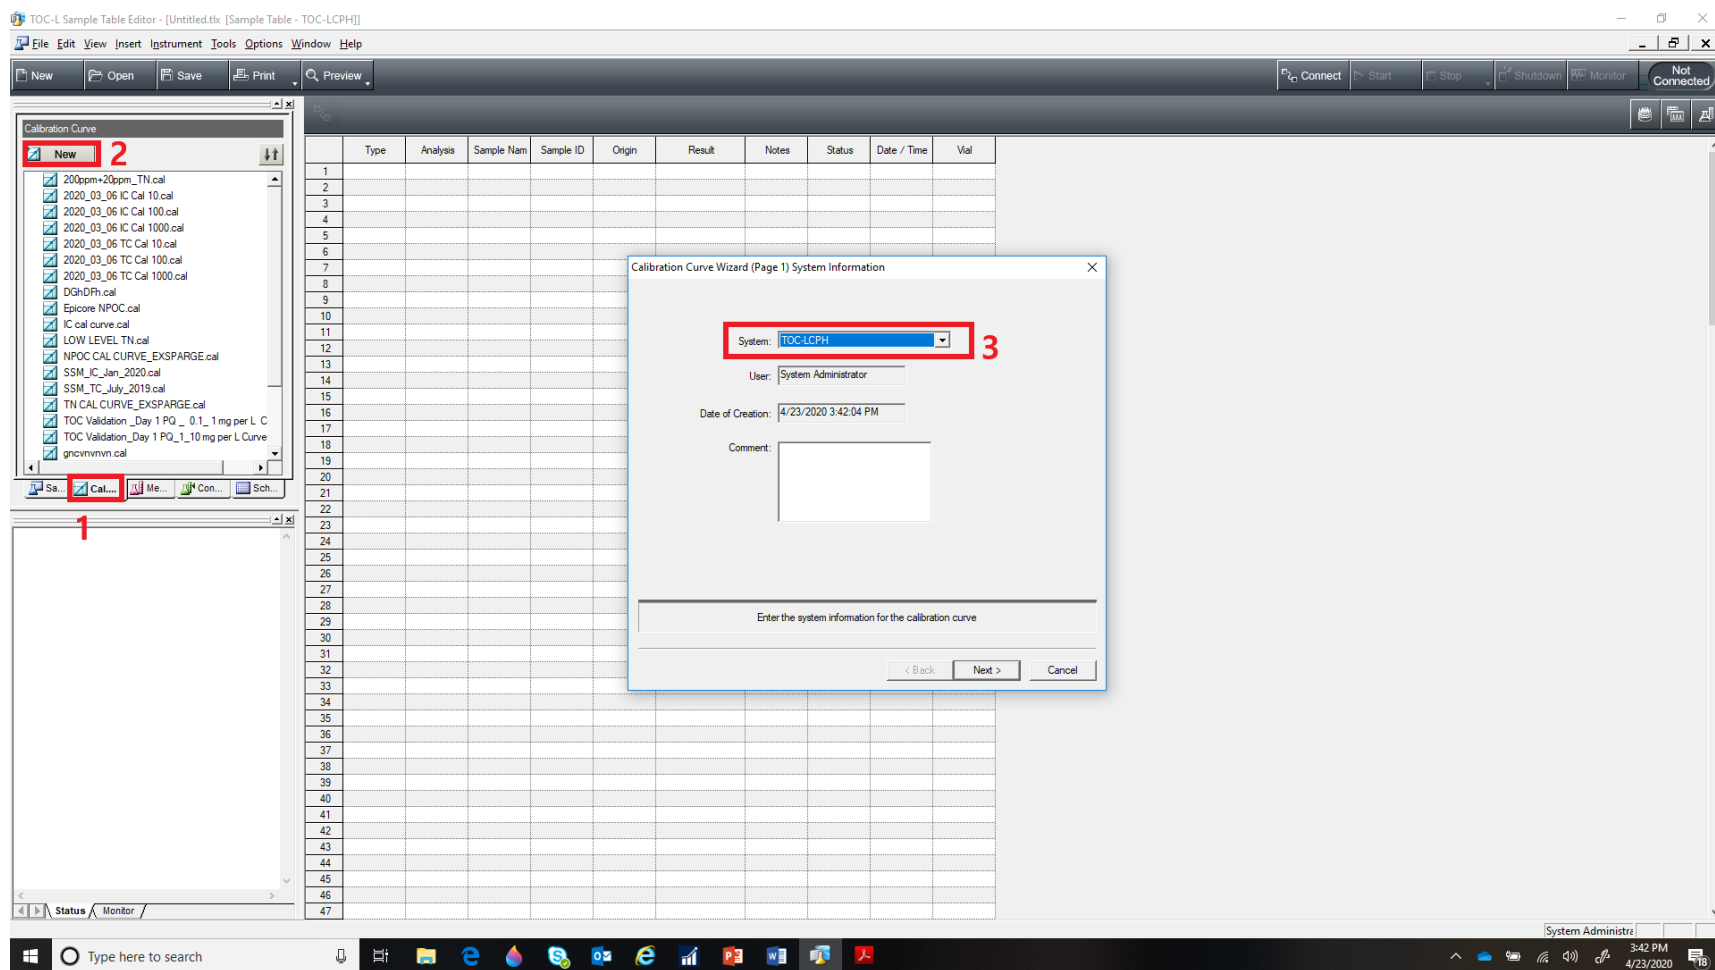 TOC-L Sample Table Editor - [Untitled.tlx [Sample Table - TOC-LCPH]]
File Edit View Insert Instrument Tools Options Window Help
New Open Save Print Preview Connect Start Stop Shutdown Monitor Not Connected
Calibration Curve
New 2
200ppm+20ppm_TN.cal
2020_03_06 IC Cal 10.cal
2020_03_06 IC Cal 100.cal
2020_03_06 IC Cal 1000.cal
2020_03_06 TC Cal 10.cal
2020_03_06 TC Cal 100.cal
2020_03_06 TC Cal 1000.cal
DGhDFh.cal
Epicore NPOC.cal
IC cal curve.cal
LOW LEVEL TN.cal
NPOC CAL CURVE_EXSPARGE.cal
SSM_IC_Jan_2020.cal
SSM_TC_July_2019.cal
TN CAL CURVE_EXSPARGE.cal
TOC Validation _Day 1 PQ _ 0.1_ 1 mg per L C
TOC Validation_Day 1 PQ_1_10 mg per L Curve
gncvnvnvn.cal
Sa... Cal.... Me... Con... Sch...
1
Status Monitor
Type Analysis Sample Nam Sample ID Origin Result Notes Status Date / Time Vial
1
2
3
4
5
6
7
8
9
10
11
12
13
14
15
16
17
18
19
20
21
22
23
24
25
26
27
28
29
30
31
32
33
34
35
36
37
38
39
40
41
42
43
44
45
46
47
Calibration Curve Wizard (Page 1) System Information
System: TOC-LCPH 3
User: System Administrator
Date of Creation: 4/23/2020 3:42:04 PM
Comment:
Enter the system information for the calibration curve
< Back Next > Cancel
System Administra
Type here to search
3:42 PM
4/23/2020
18